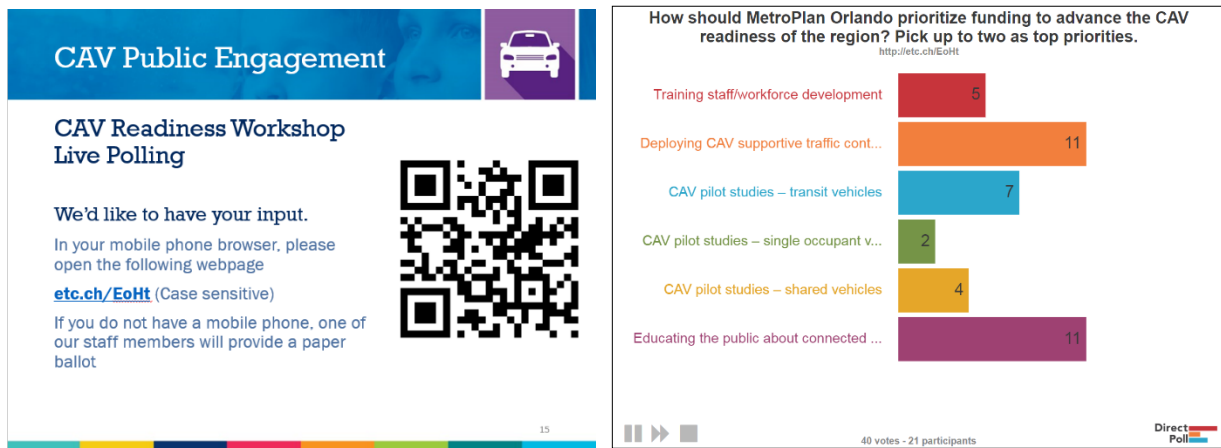 CAV Public Engagement
CAV Readiness Workshop
Live Polling
We'd like to have your input.
In your mobile phone browser, please
open the following webpage
etc.ch/EoHt (Case sensitive)
If you do not have a mobile phone, one of
our staff members will provide a paper
ballot
15
How should MetroPlan Orlando prioritize funding to advance the CAV
readiness of the region? Pick up to two as top priorities.
http://etc.ch/EoHt
Training staff/workforce development 5
Deploying CAV supportive traffic cont... 11
CAV pilot studies – transit vehicles 7
CAV pilot studies – single occupant v... 2
CAV pilot studies – shared vehicles 4
Educating the public about connected ... 11
40 votes - 21 participants
Direct
Poll